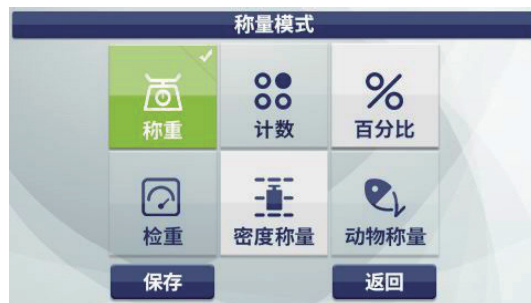 称量模式
称重 计数 百分比
检重 密度称量 动物称量
保存 返回